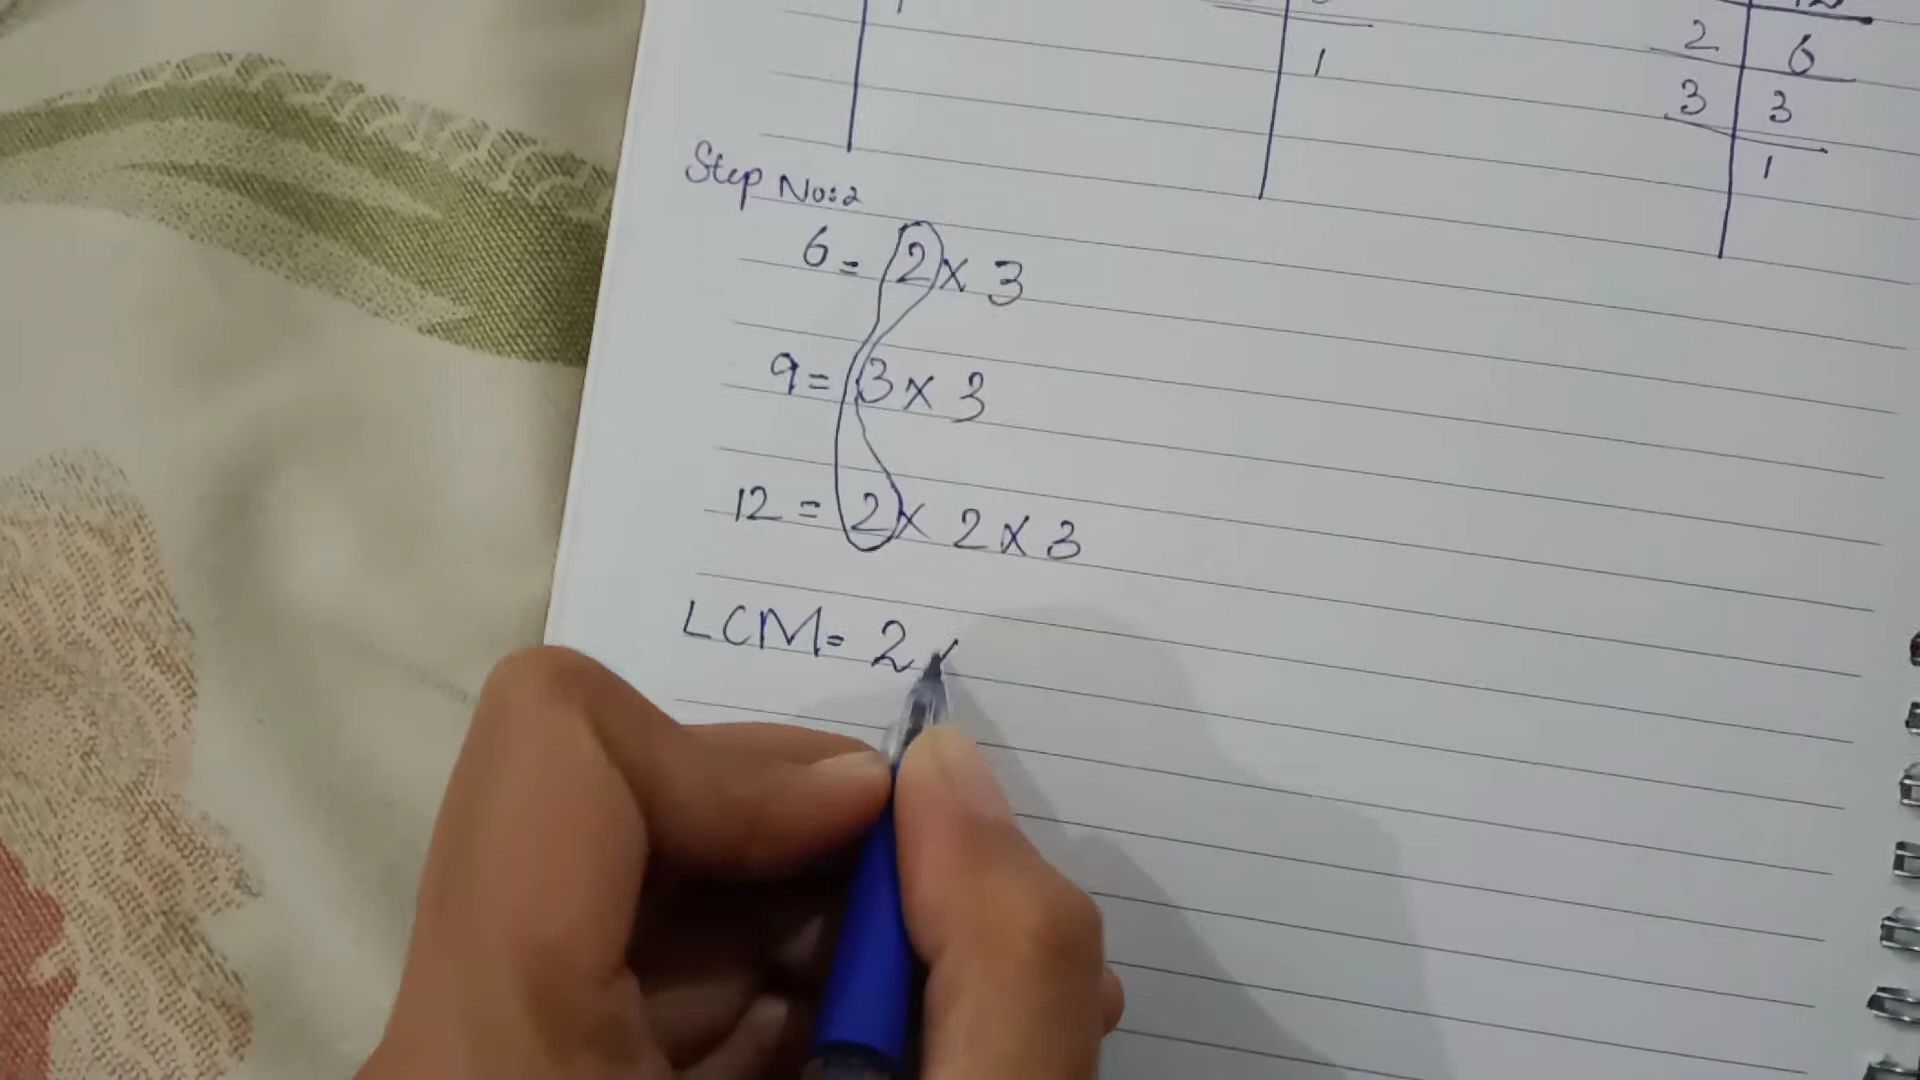 1
1
2 6
3 3
1
Step No:2
6 = 2 x 3
9 = 3 x 3
12 = 2 x 2 x 3
LCM = 2 x